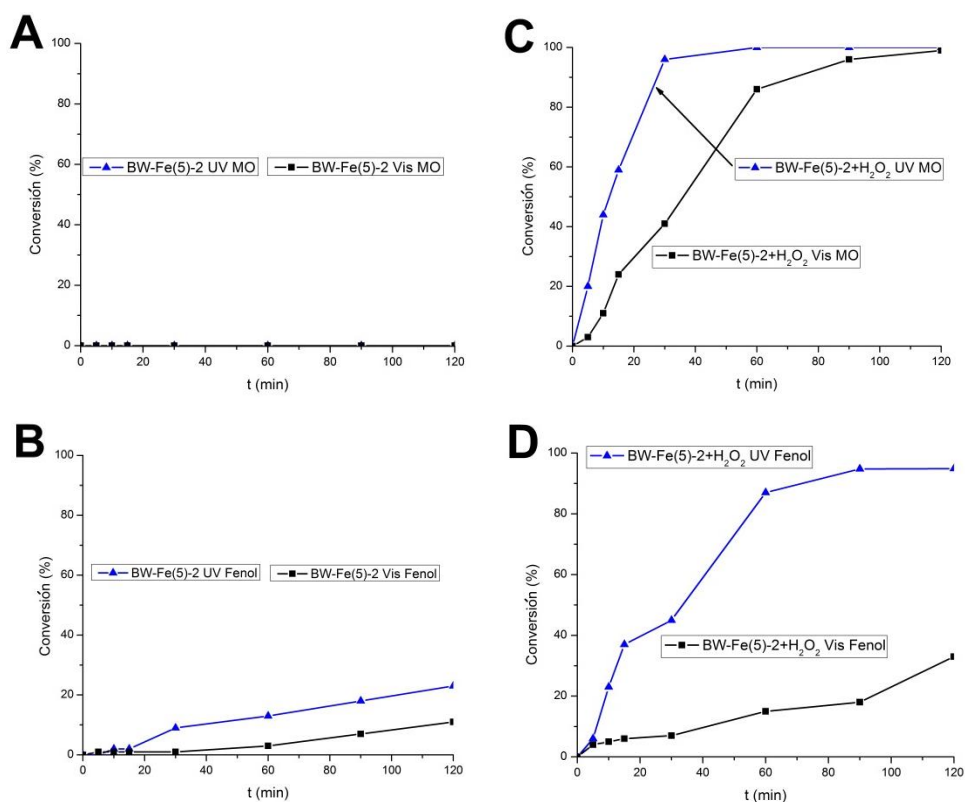 A
100
80
60
40
20
0
Conversión (%)
BW-Fe(5)-2 UV MO
BW-Fe(5)-2 Vis MO
0 20 40 60 80 100 120
t (min)
C
100
80
60
40
20
0
Conversión (%)
BW-Fe(5)-2+H₂O₂ UV MO
BW-Fe(5)-2+H₂O₂ Vis MO
0 20 40 60 80 100 120
t (min)
B
100
80
60
40
20
0
Conversión (%)
BW-Fe(5)-2 UV Fenol
BW-Fe(5)-2 Vis Fenol
0 20 40 60 80 100 120
t (min)
D
100
80
60
40
20
0
Conversión (%)
BW-Fe(5)-2+H₂O₂ UV Fenol
BW-Fe(5)-2+H₂O₂ Vis Fenol
0 20 40 60 80 100 120
t (min)